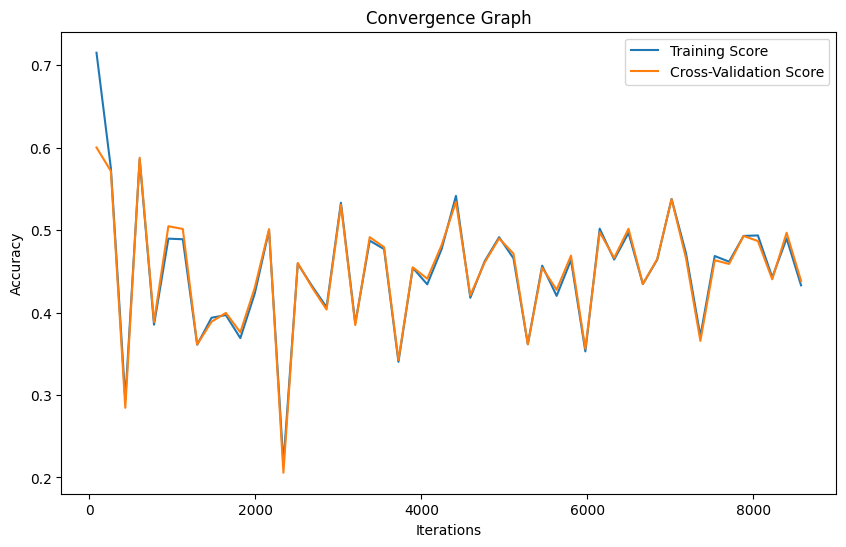 Convergence Graph
Training Score
Cross-Validation Score
Accuracy
0.7
0.6
0.5
0.4
0.3
0.2
0
2000
4000
6000
8000
Iterations